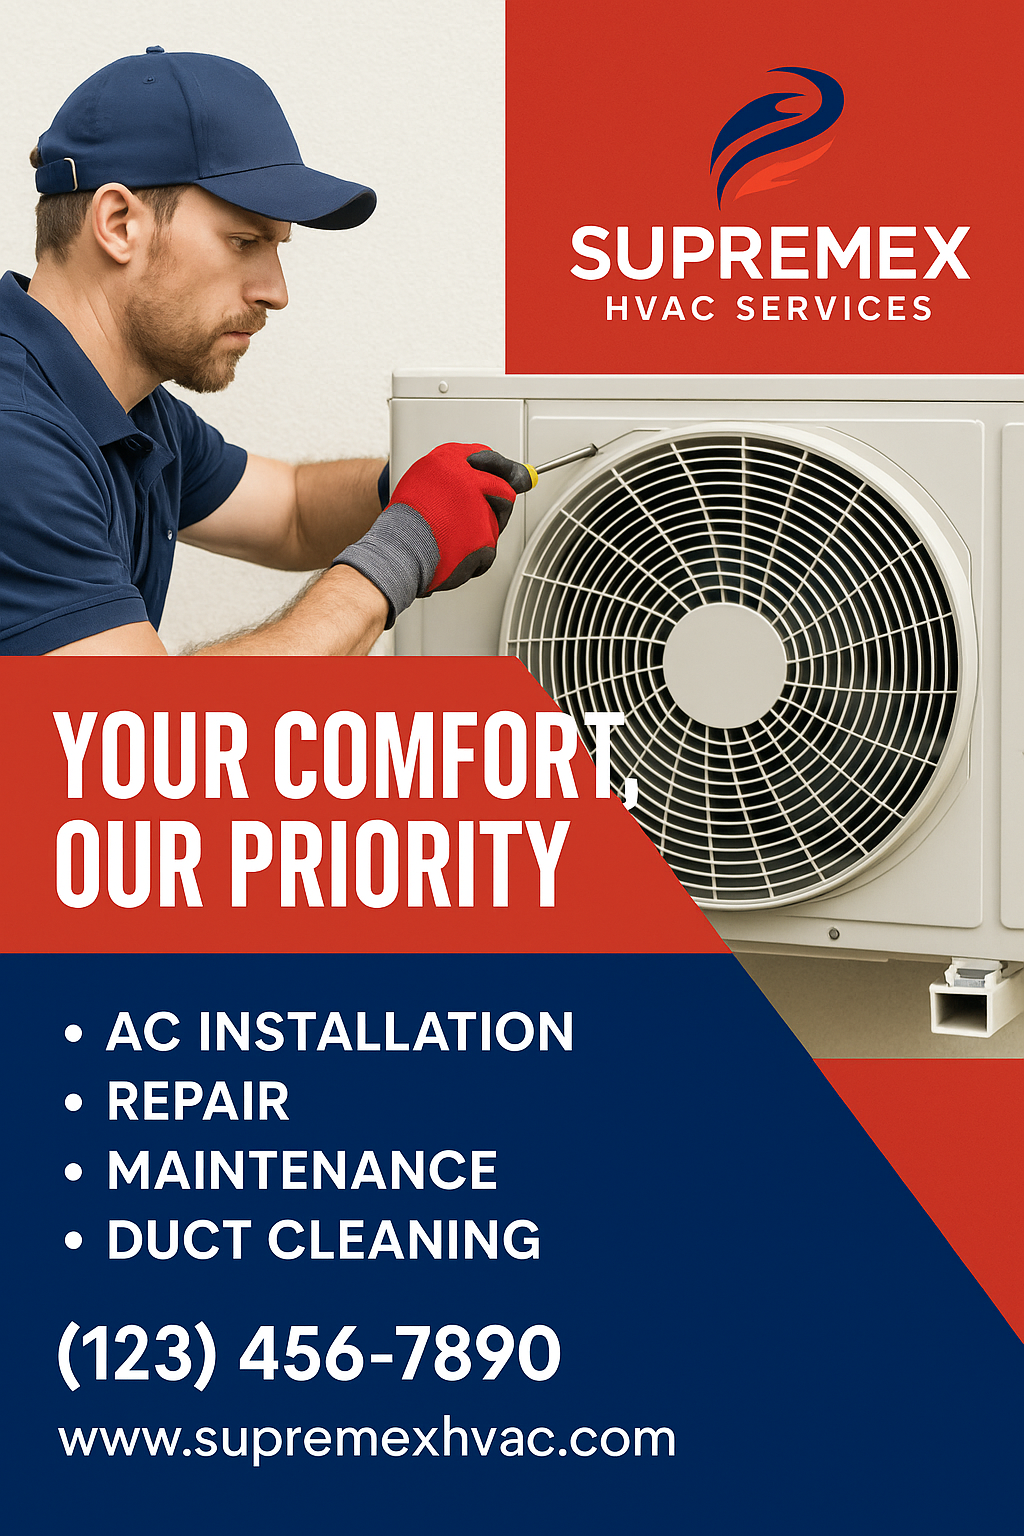 SUPREMEX
HVAC SERVICES
YOUR COMFORT,
OUR PRIORITY
• AC INSTALLATION
• REPAIR
• MAINTENANCE
• DUCT CLEANING
(123) 456-7890
www.supremexhvac.com